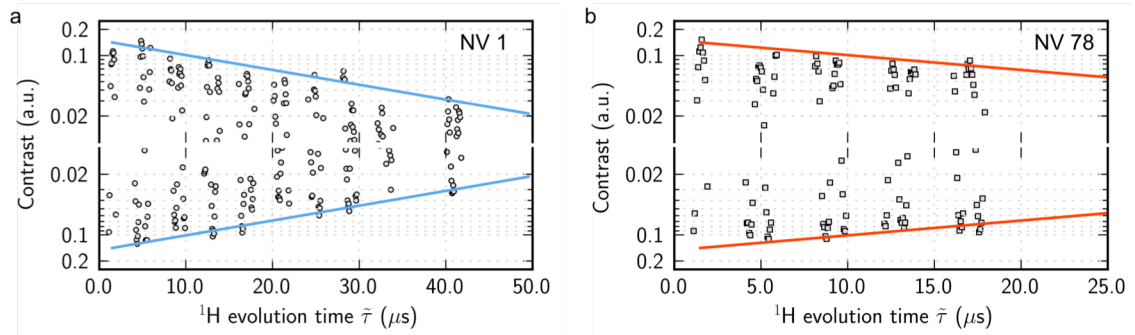 a
NV 1
0.2
0.1
0.02
0.02
0.1
0.2
Contrast (a.u.)
0.0 10.0 20.0 30.0 40.0 50.0
¹H evolution time τ̃ (μs)
b
NV 78
0.2
0.1
0.02
0.02
0.1
0.2
Contrast (a.u.)
0.0 5.0 10.0 15.0 20.0 25.0
¹H evolution time τ̃ (μs)